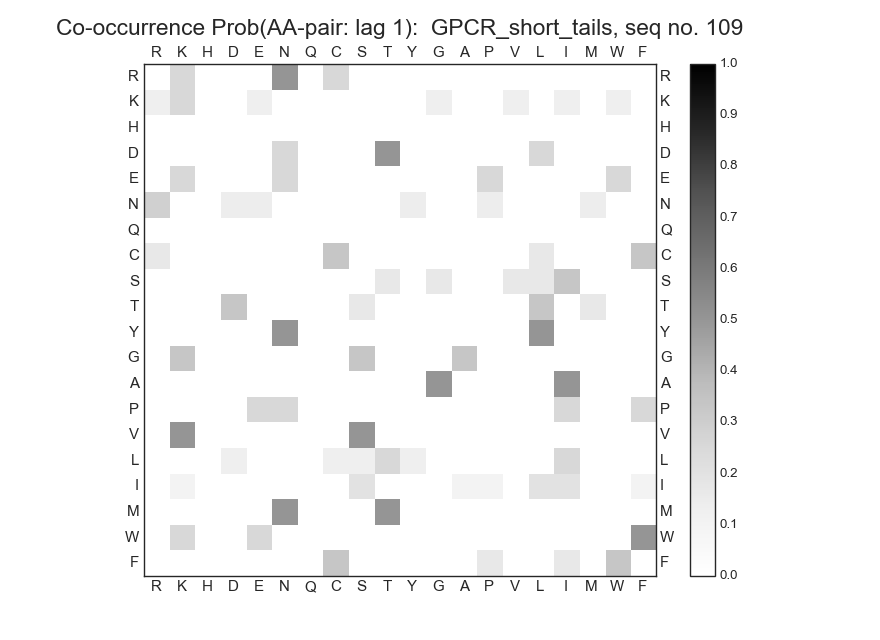 Co-occurrence Prob(AA-pair: lag 1):  GPCR_short_tails, seq no. 109
R K H D E N Q C S T Y G A P V L I M W F
R R 1.0
K K 0.9
H H
D D 0.8
E E
N N 0.7
Q Q
C C 0.6
S S
T T 0.5
Y Y
G G 0.4
A A
P P 0.3
V V
L L 0.2
I I
M M 0.1
W W
F F 0.0
R K H D E N Q C S T Y G A P V L I M W F